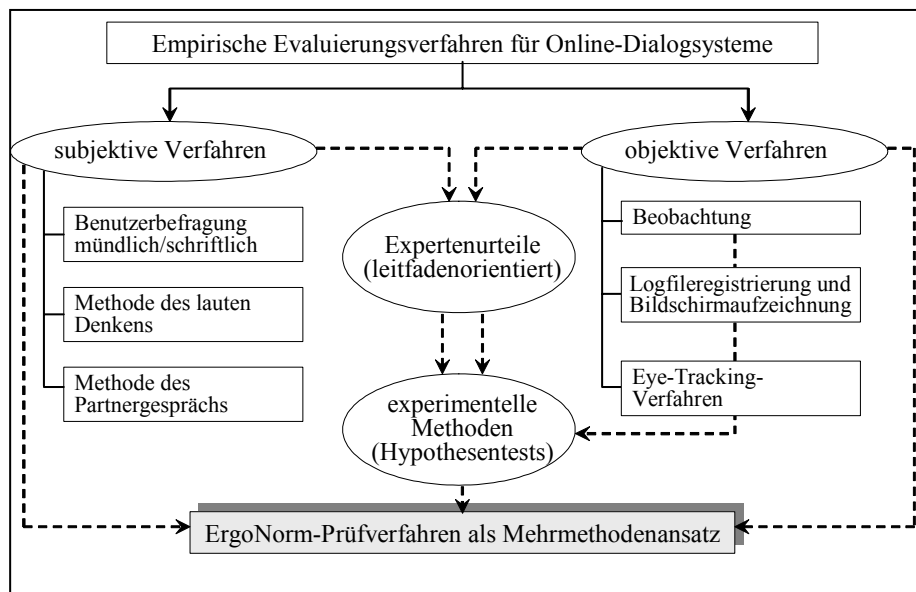 Empirische Evaluierungsverfahren für Online-Dialogsysteme
subjektive Verfahren
objektive Verfahren
Benutzerbefragung
mündlich/schriftlich
Methode des lauten
Denkens
Methode des
Partnergesprächs
Expertenurteile
(leitfadenorientiert)
experimentelle
Methoden
(Hypothesentests)
Beobachtung
Logfileregistrierung und
Bildschirmaufzeichnung
Eye-Tracking-
Verfahren
ErgoNorm-Prüfverfahren als Mehrmethodenansatz